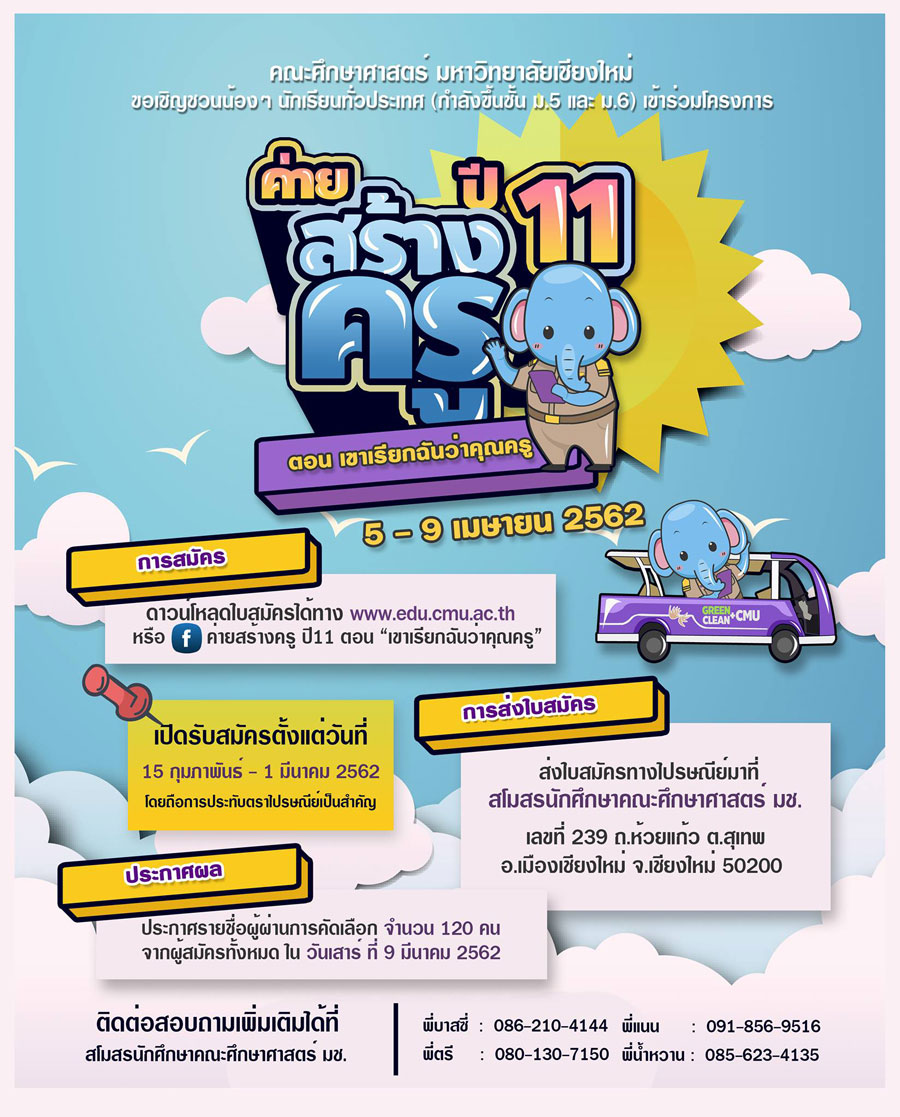 คณะศึกษาศาสตร์ มหาวิทยาลัยเชียงใหม่
ขอเชิญชวนน้องๆ นักเรียนทั่วประเทศ (กำลังขึ้นชั้น ม.5 และ ม.6) เข้าร่วมโครงการ
ค่าย
สร้าง
ครู
ปี 11
ตอน เขาเรียกฉันว่าคุณครู
5 - 9 เมษายน 2562
การสมัคร
ดาวน์โหลดใบสมัครได้ทาง www.edu.cmu.ac.th
หรือ f ค่ายสร้างครู ปี11 ตอน “เขาเรียกฉันว่าคุณครู”
GREEN
CLEAN+CMU
เปิดรับสมัครตั้งแต่วันที่
15 กุมภาพันธ์ - 1 มีนาคม 2562
โดยถือการประทับตราไปรษณีย์เป็นสำคัญ
การส่งใบสมัคร
ส่งใบสมัครทางไปรษณีย์มาที่
สโมสรนักศึกษาคณะศึกษาศาสตร์ มช.
เลขที่ 239 ถ.ห้วยแก้ว ต.สุเทพ
อ.เมืองเชียงใหม่ จ.เชียงใหม่ 50200
ประกาศผล
ประกาศรายชื่อผู้ผ่านการคัดเลือก จำนวน 120 คน
จากผู้สมัครทั้งหมด ใน วันเสาร์ ที่ 9 มีนาคม 2562
ติดต่อสอบถามเพิ่มเติมได้ที่
สโมสรนักศึกษาคณะศึกษาศาสตร์ มช.
พี่บาสซี่ : 086-210-4144 พี่แนน : 091-856-9516
พี่ตรี : 080-130-7150 พี่น้ำหวาน : 085-623-4135